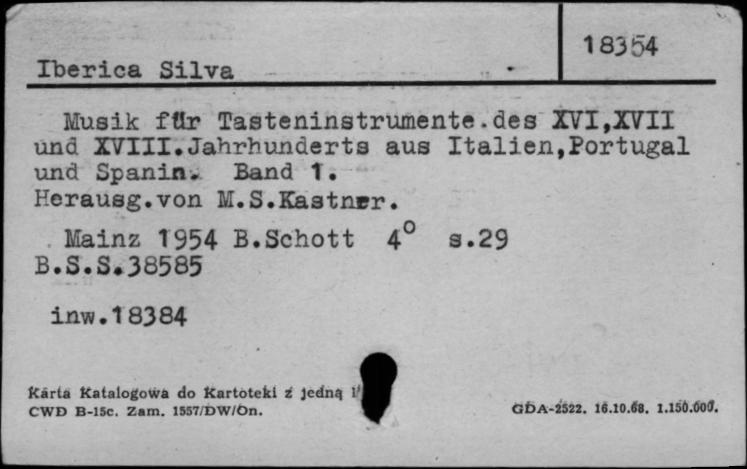 18354
Iberica Silva
Musik für Tasteninstrumente.des XVI,XVII
und XVIII.Jahrhunderts aus Italien,Portugal
und Spanin. Band 1.
Herausg.von M.S.Kastner.
Mainz 1954 B.Schott 4° s.29
B.S.S.38585
inw.18384
Karta Katalogowa do Kartoteki z jedną
CWD B-15c. Zam. 1557/DW/On.
GDA-2522. 16.10.68. 1.150.000.